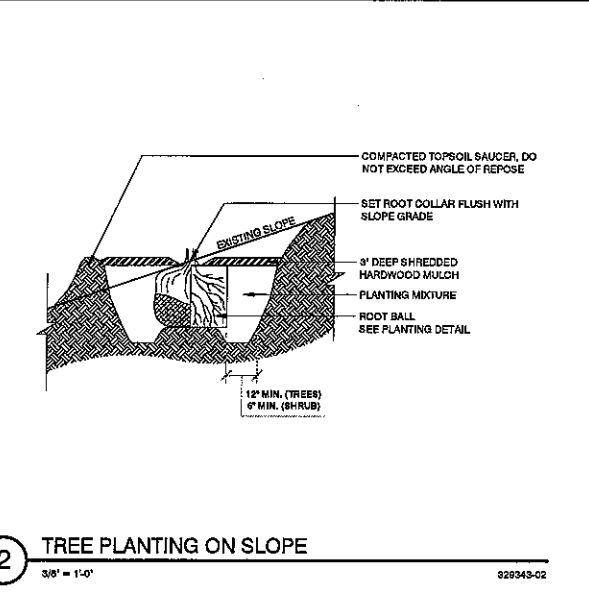 COMPACTED TOPSOIL SAUCER, DO
NOT EXCEED ANGLE OF REPOSE
SET ROOT COLLAR FLUSH WITH
SLOPE GRADE
EXISTING SLOPE
3" DEEP SHREDDED
HARDWOOD MULCH
PLANTING MIXTURE
ROOT BALL
SEE PLANTING DETAIL
12" MIN. (TREES)
6" MIN. (SHRUB)
2
TREE PLANTING ON SLOPE
3/8" = 1'-0"
329343-02